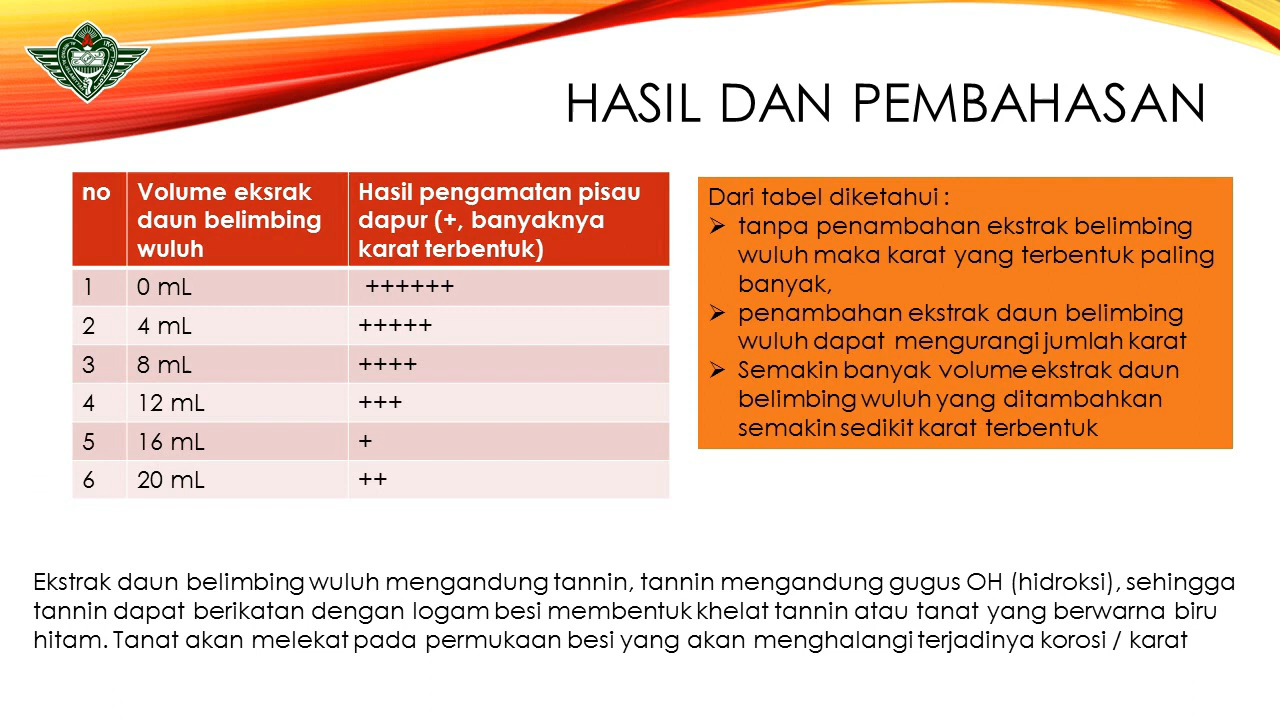 HASIL DAN PEMBAHASAN
no Volume eksrak daun belimbing wuluh Hasil pengamatan pisau dapur (+, banyaknya karat terbentuk)
1 0 mL ++++++
2 4 mL +++++
3 8 mL ++++
4 12 mL +++
5 16 mL +
6 20 mL ++
Dari tabel diketahui :
tanpa penambahan ekstrak belimbing
wuluh maka karat yang terbentuk paling
banyak,
penambahan ekstrak daun belimbing
wuluh dapat mengurangi jumlah karat
Semakin banyak volume ekstrak daun
belimbing wuluh yang ditambahkan
semakin sedikit karat terbentuk
Ekstrak daun belimbing wuluh mengandung tannin, tannin mengandung gugus OH (hidroksi), sehingga
tannin dapat berikatan dengan logam besi membentuk khelat tannin atau tanat yang berwarna biru
hitam. Tanat akan melekat pada permukaan besi yang akan menghalangi terjadinya korosi / karat